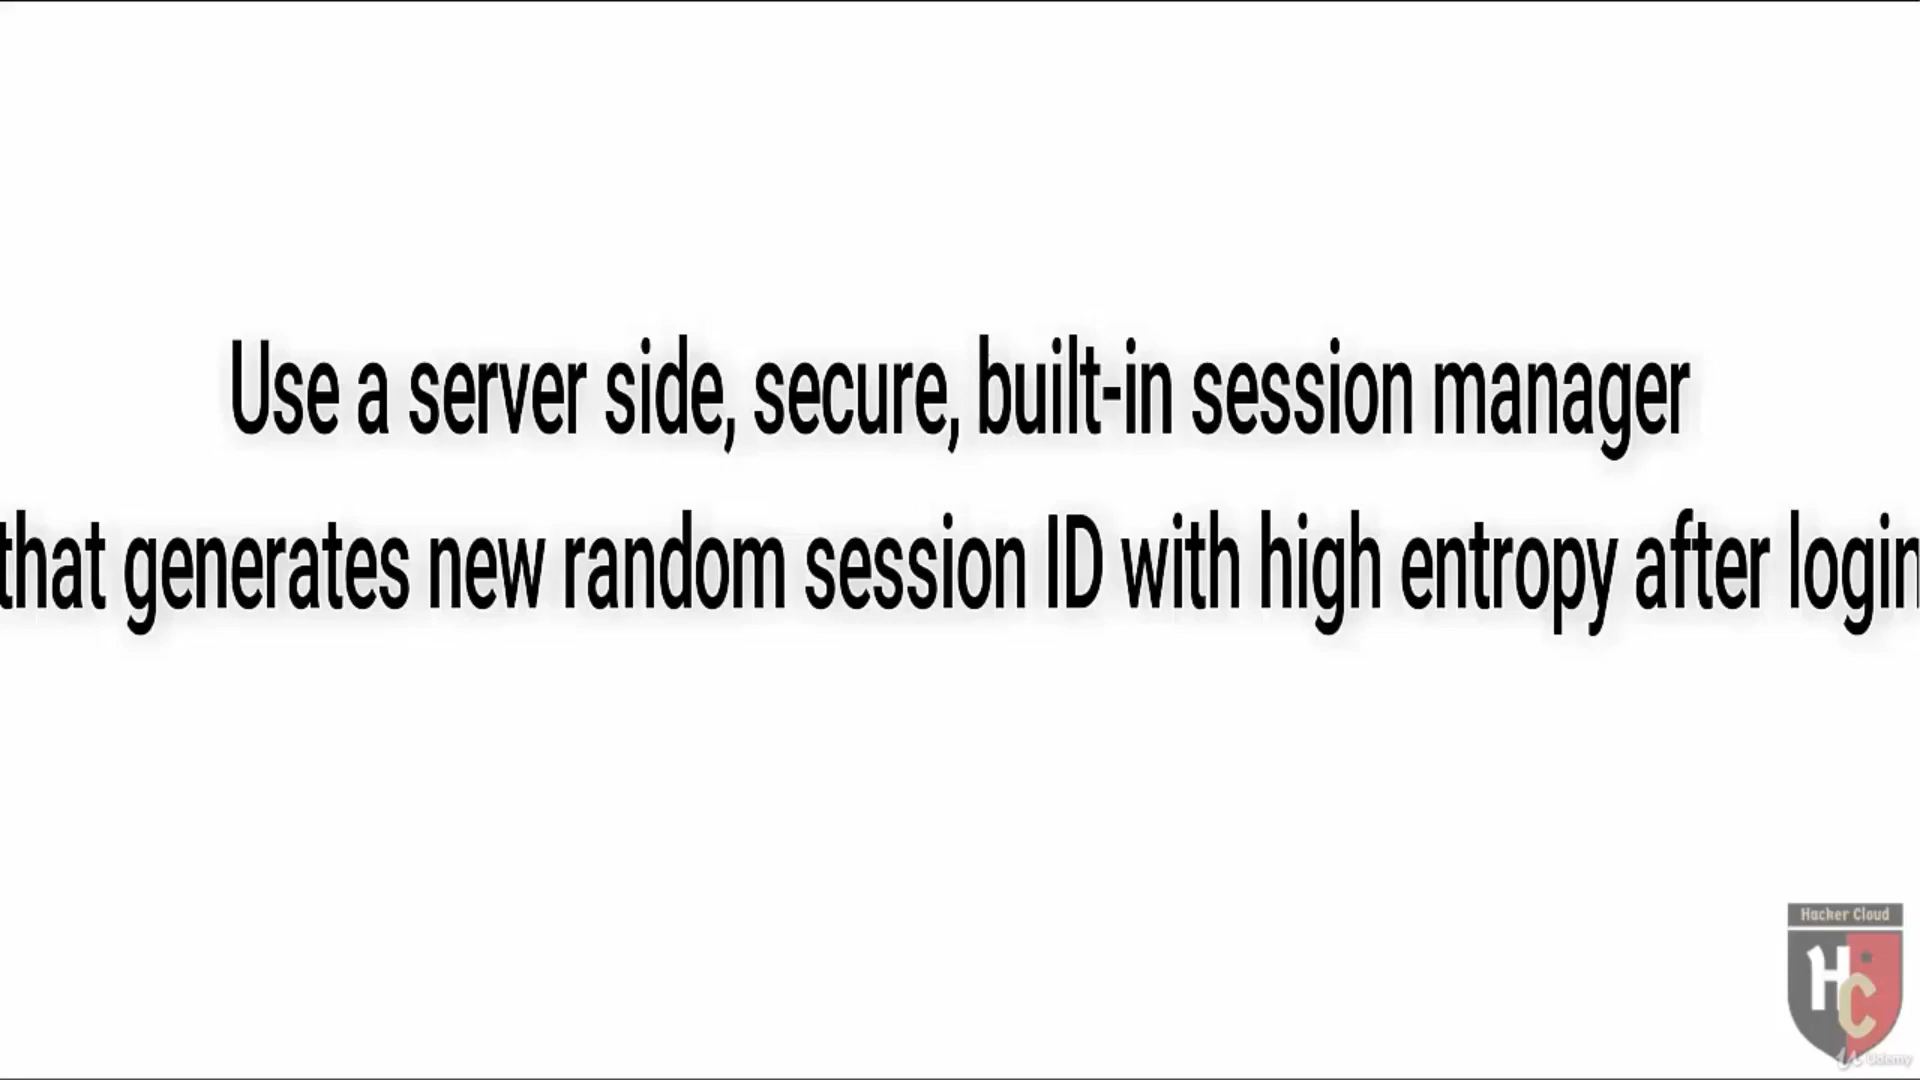 Use a server side, secure, built-in session manager
that generates new random session ID with high entropy after login
Hacker Cloud
HC
Udemy